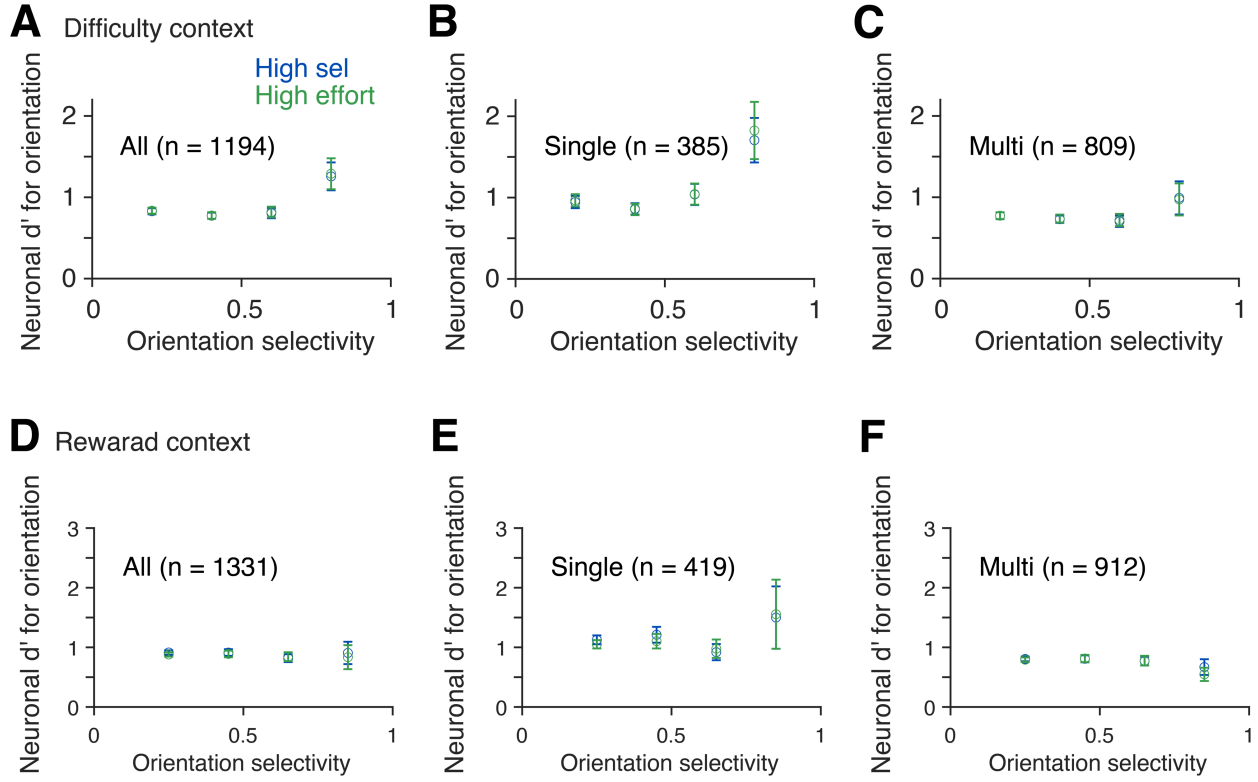 A Difficulty context
High sel
High effort
All (n = 1194)
Neuronal d' for orientation
2
1
0
0 0.5 1
Orientation selectivity
B
Single (n = 385)
Neuronal d' for orientation
2
1
0
0 0.5 1
Orientation selectivity
C
Multi (n = 809)
Neuronal d' for orientation
2
1
0
0 0.5 1
Orientation selectivity
D Rewarad context
All (n = 1331)
Neuronal d' for orientation
3
2
1
0
0 0.5 1
Orientation selectivity
E
Single (n = 419)
Neuronal d' for orientation
3
2
1
0
0 0.5 1
Orientation selectivity
F
Multi (n = 912)
Neuronal d' for orientation
3
2
1
0
0 0.5 1
Orientation selectivity